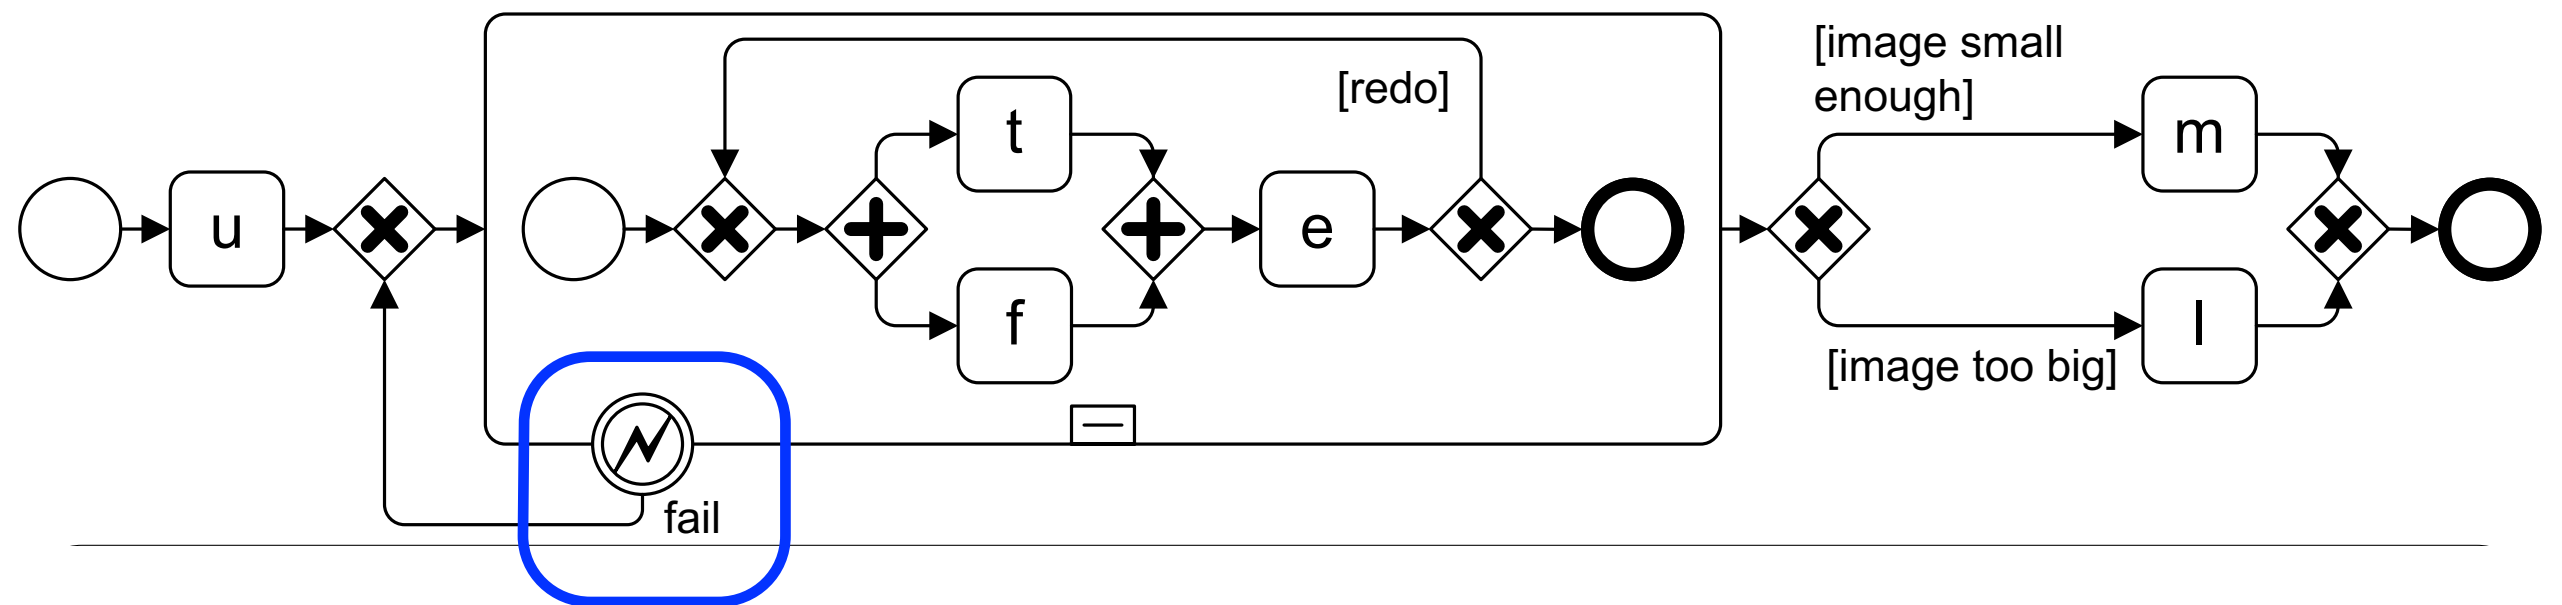 u
t
f
[redo]
e
fail
[image small
enough]
m
[image too big]
l